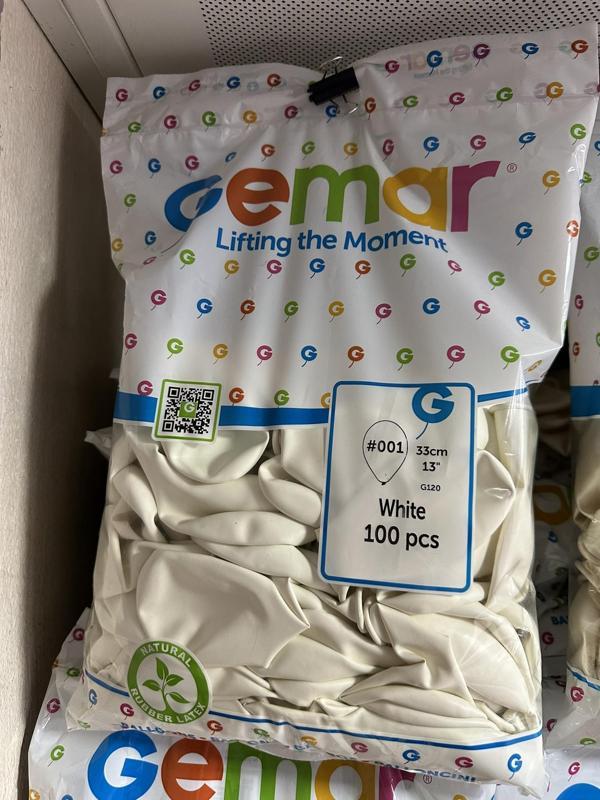 Gemar®
Lifting the Moment
#001
33cm
13"
G120
White
100 pcs
NATURAL
RUBBER LATEX
Gemar